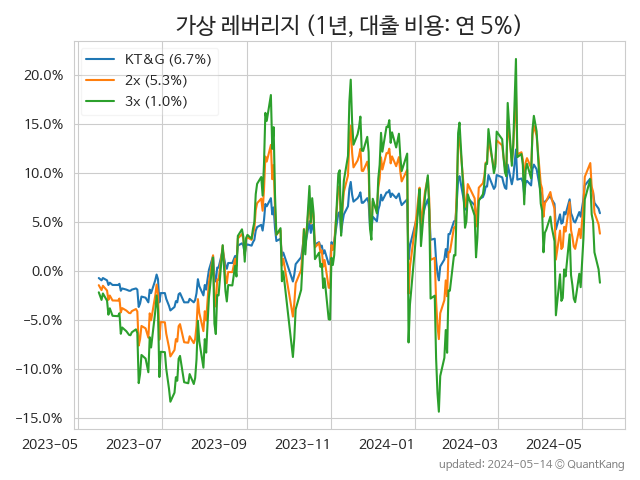 가상 레버리지 (1년, 대출 비용: 연 5%)
KT&G (6.7%)
2x (5.3%)
3x (1.0%)
20.0%
15.0%
10.0%
5.0%
0.0%
−5.0%
−10.0%
−15.0%
2023-05 2023-07 2023-09 2023-11 2024-01 2024-03 2024-05
updated: 2024-05-14 © QuantKang